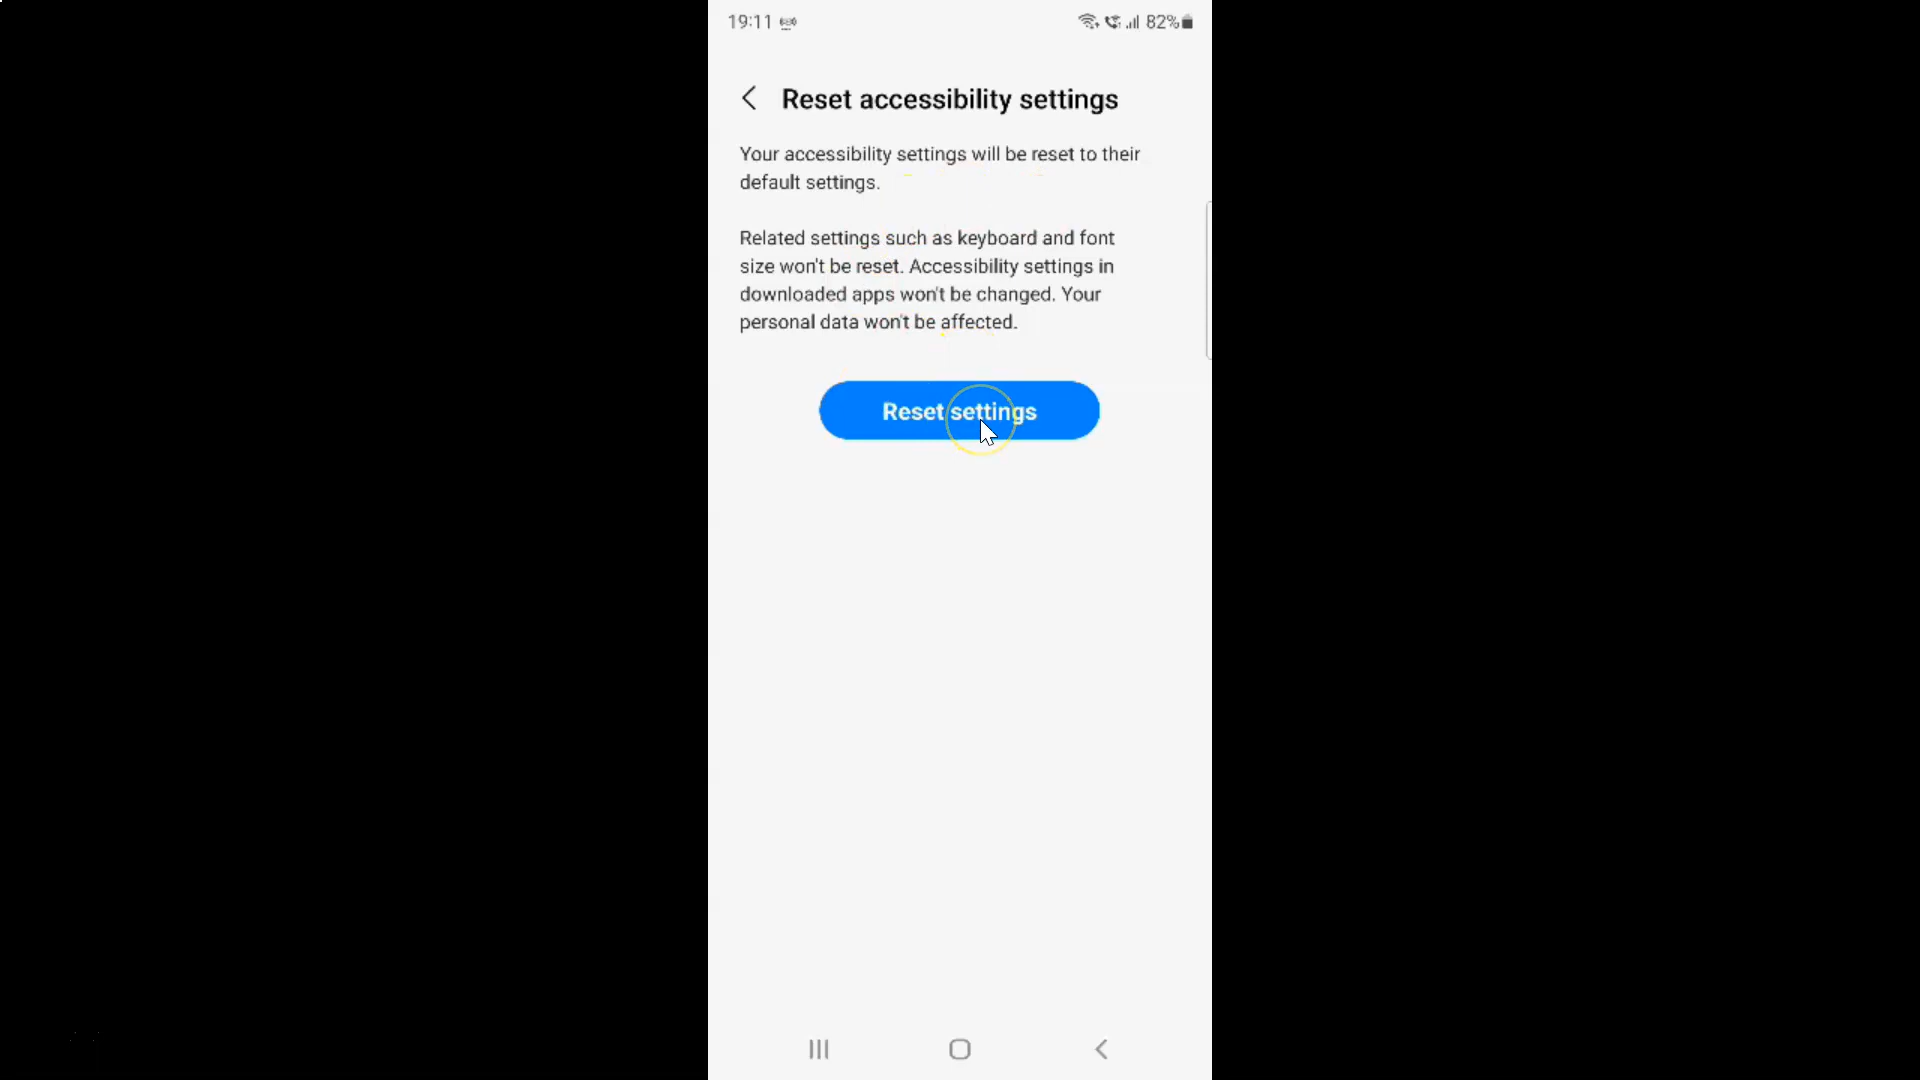 19:11 82%
Reset accessibility settings
Your accessibility settings will be reset to their
default settings.
Related settings such as keyboard and font
size won't be reset. Accessibility settings in
downloaded apps won't be changed. Your
personal data won't be affected.
Reset settings